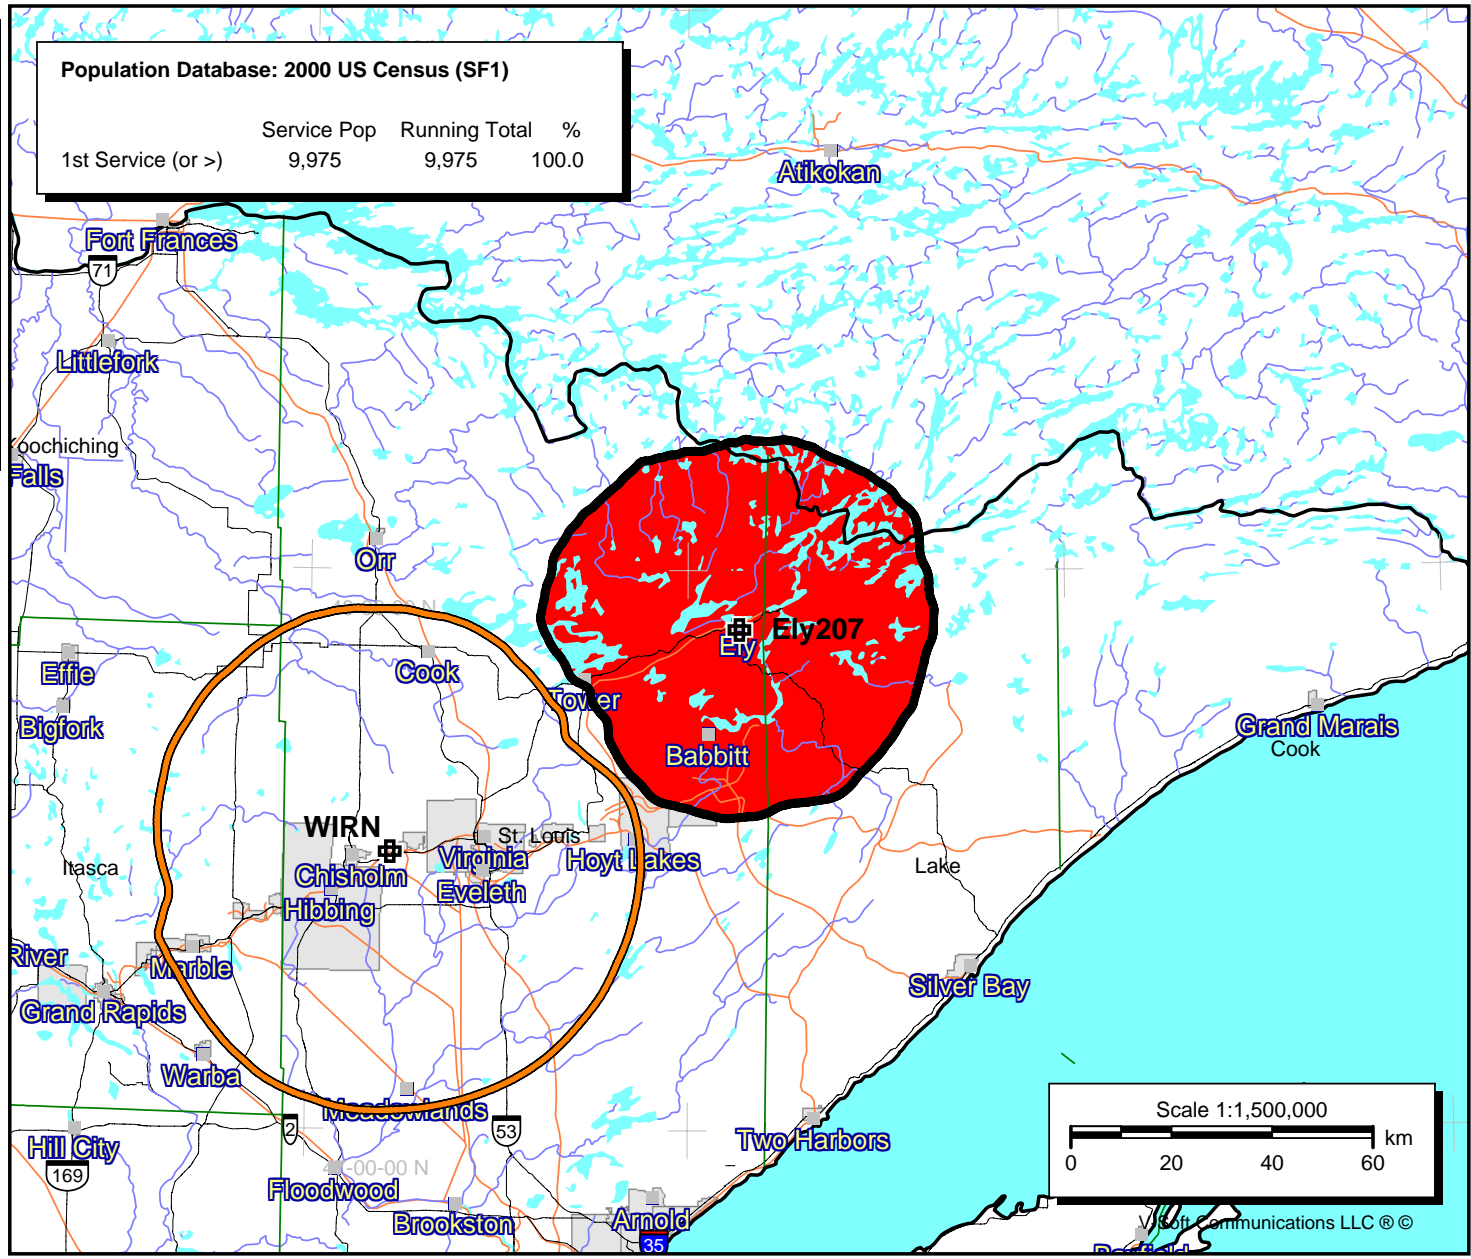 Population Database: 2000 US Census (SF1)
Service Pop Running Total %
1st Service (or >) 9,975 9,975 100.0
Atikokan
Fort Frances
71
Littlefork
oochiching
Falls
Orr
00 N
Ely207
Ely
Effie
Cook
Tower
Bigfork
Grand Marais
Cook
Babbitt
WIRN
St. Louis
Virginia
Hoyt Lakes
Itasca
Chisholm
Lake
Eveleth
Hibbing
River
Marble
Silver Bay
Grand Rapids
Warba
Meadowlands
Scale 1:1,500,000
km
0 20 40 60
2
53
Two Harbors
Hill City
169
-00-00 N
Floodwood
Brookston
Arnold
V-Soft Communications LLC ® ©
35